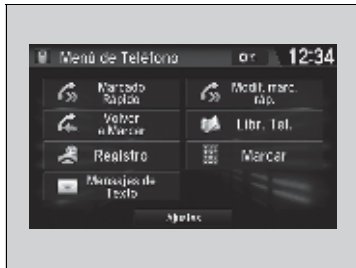 Menú de Teléfono
12:34
Marcado
Rápido
Modif. marc.
ráp.
Volver
a Marcar
Libr. Tel.
Registro
Marcar
Mensajes de
Texto
Ajustes